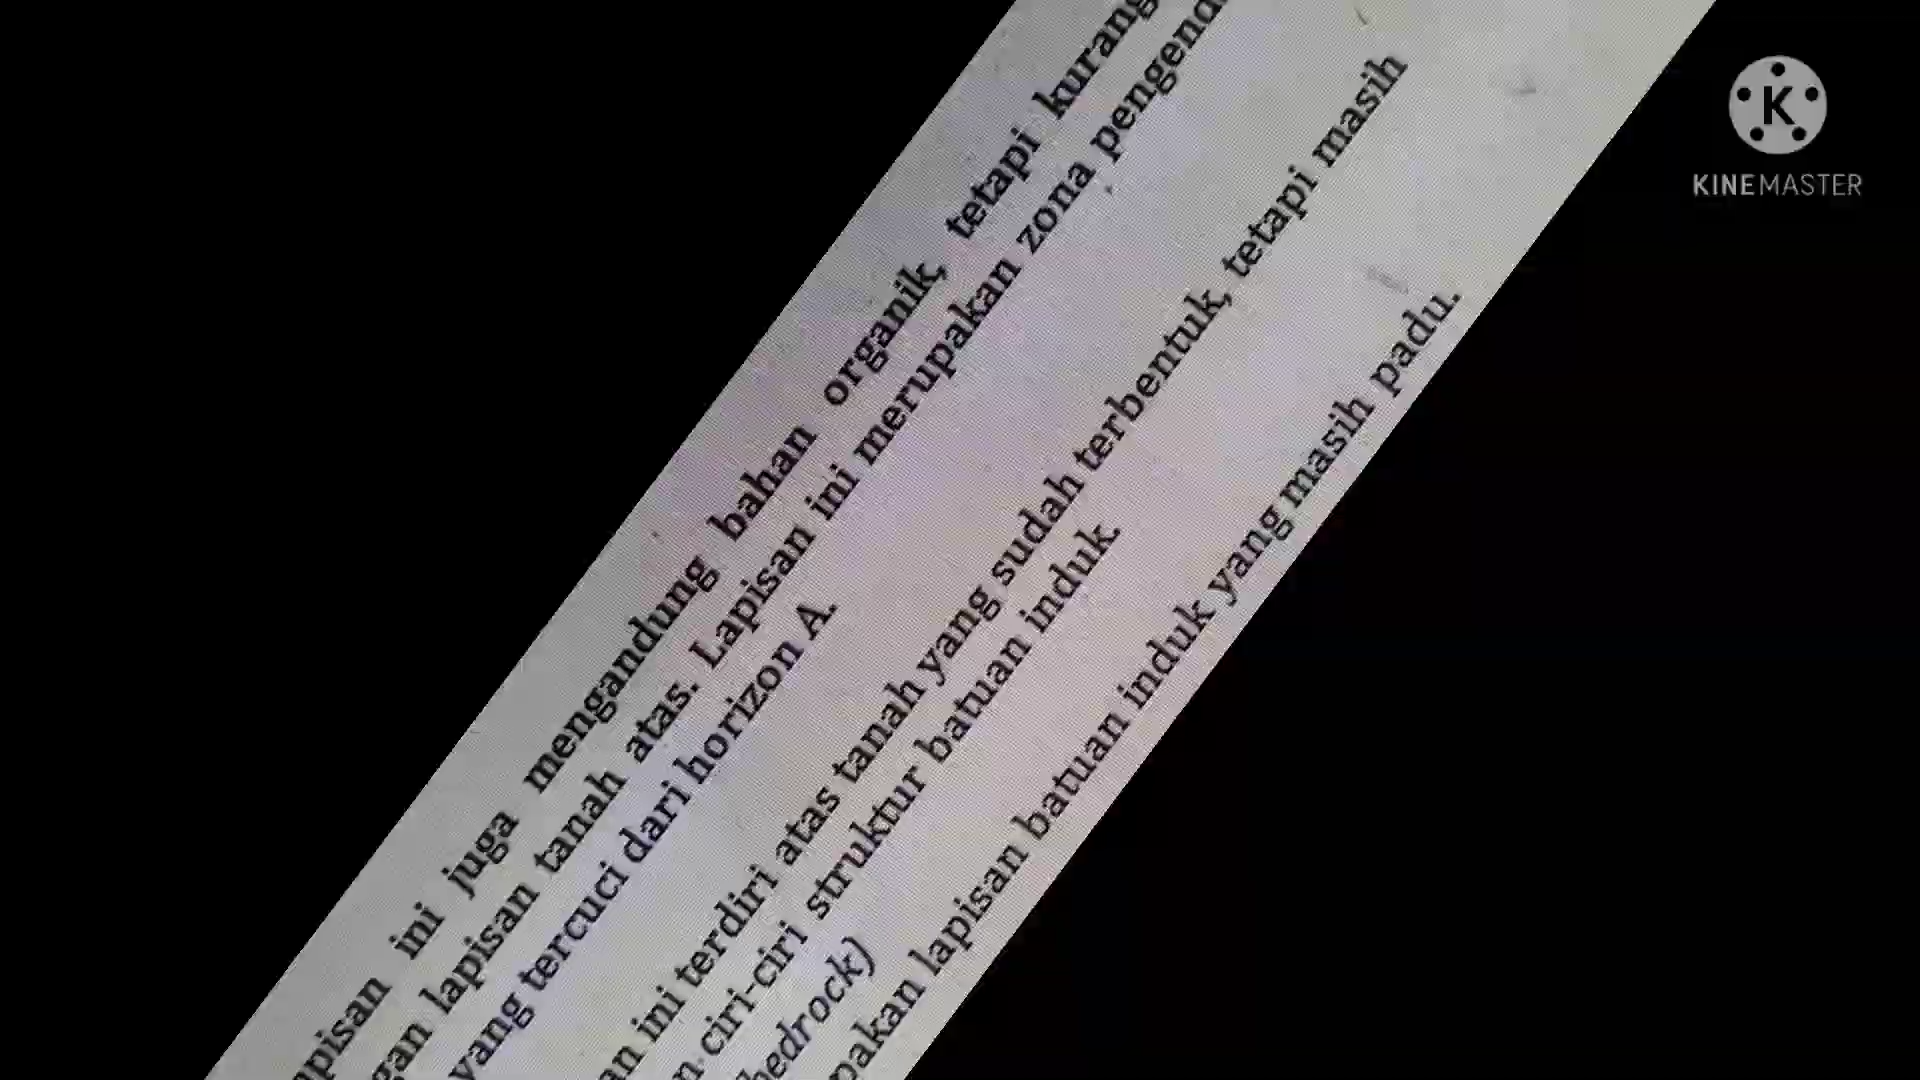 ini juga mengandung bahan organik, tetapi kurang
lapisan tanah atas. Lapisan ini merupakan zona
yang tercuci dari horizon A.
ini terdiri atas tanah yang sudah terbentuk, tetapi masih
ciri-ciri struktur batuan induk.
lapisan batuan induk yang masih padu.
KINEMASTER